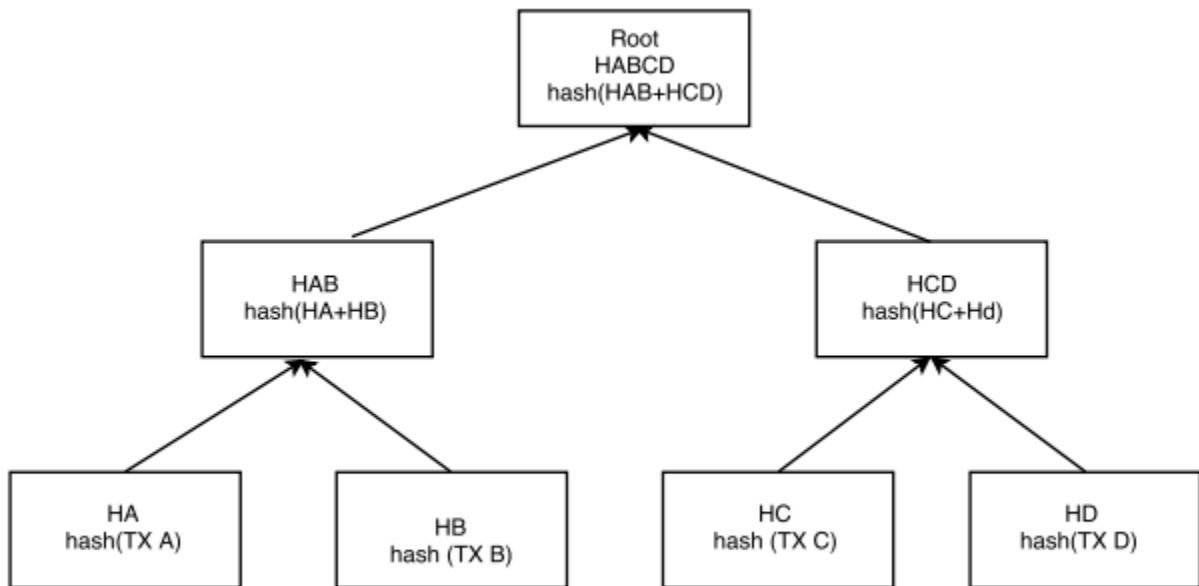 Root
HABCD
hash(HAB+HCD)
HAB
hash(HA+HB)
HCD
hash(HC+Hd)
HA
hash(TX A)
HB
hash (TX B)
HC
hash (TX C)
HD
hash(TX D)